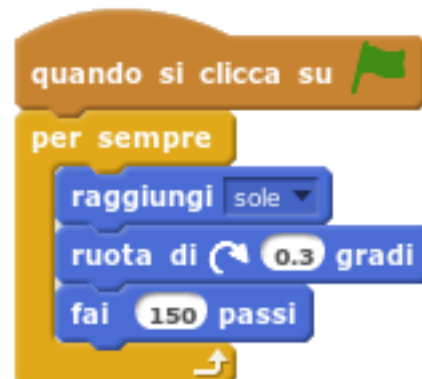 quando si clicca su
per sempre
raggiungi sole
ruota di 0.3 gradi
fai 150 passi